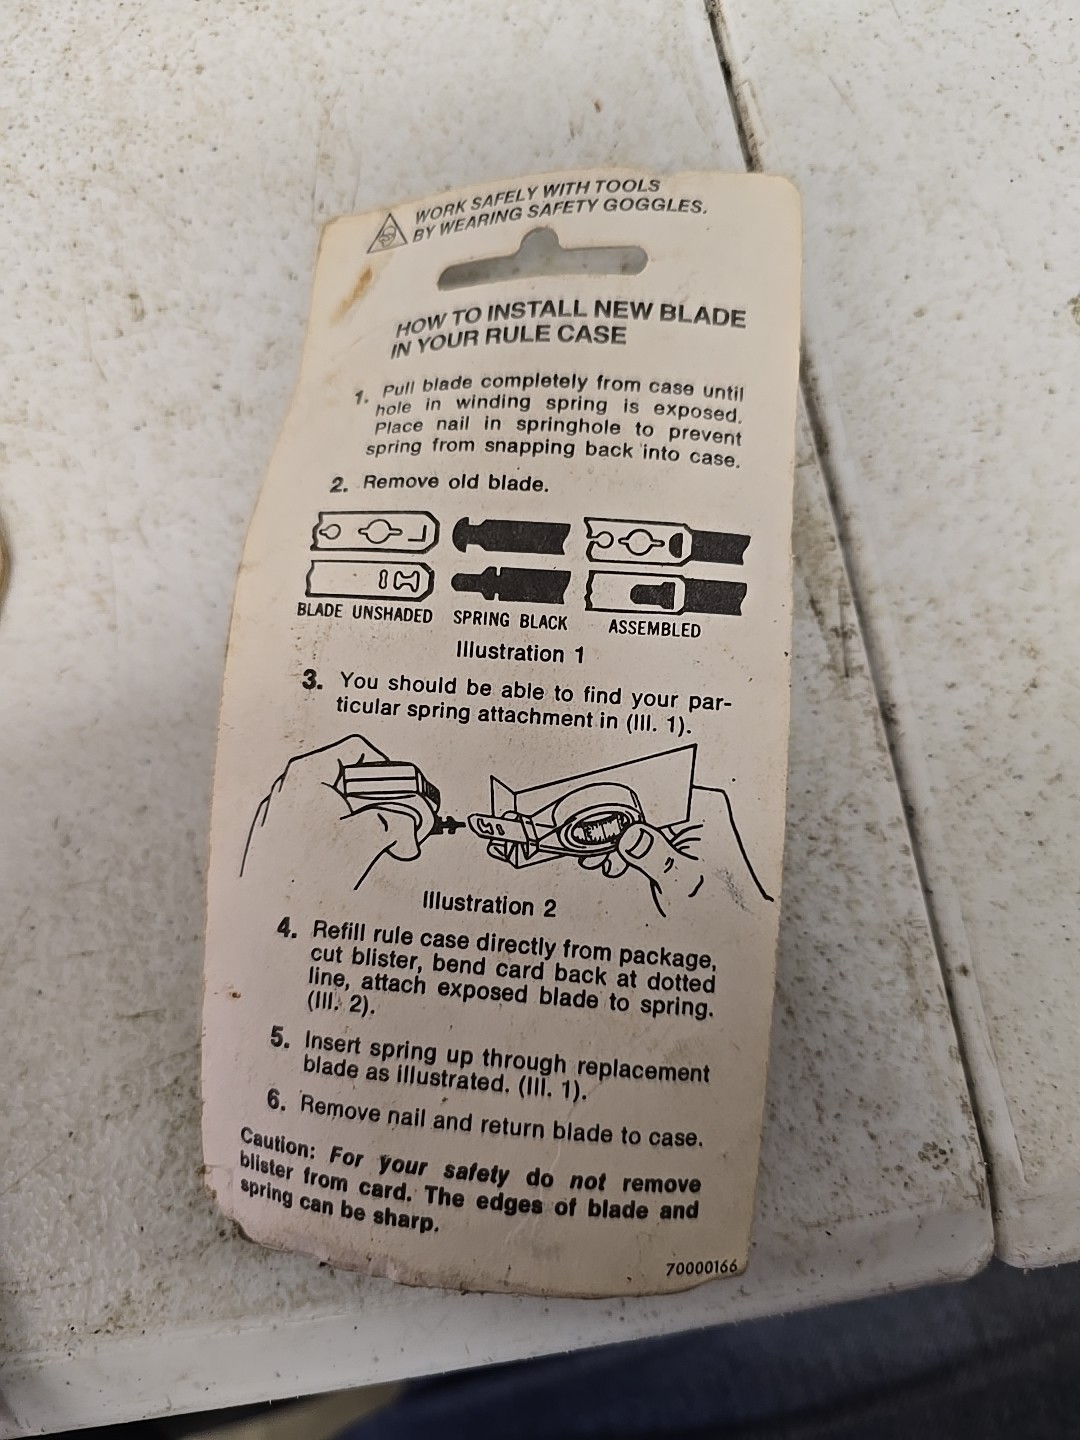 WORK SAFELY WITH TOOLS
BY WEARING SAFETY GOGGLES.
HOW TO INSTALL NEW BLADE
IN YOUR RULE CASE
1. Pull blade completely from case until
hole in winding spring is exposed.
Place nail in springhole to prevent
spring from snapping back into case.
2. Remove old blade.
BLADE UNSHADED SPRING BLACK ASSEMBLED
Illustration 1
3. You should be able to find your par-
ticular spring attachment in (Ill. 1).
Illustration 2
4. Refill rule case directly from package,
cut blister, bend card back at dotted
line, attach exposed blade to spring.
(Ill. 2).
5. Insert spring up through replacement
blade as illustrated. (Ill. 1).
6. Remove nail and return blade to case.
Caution: For your safety do not remove
blister from card. The edges of blade and
spring can be sharp.
70000166